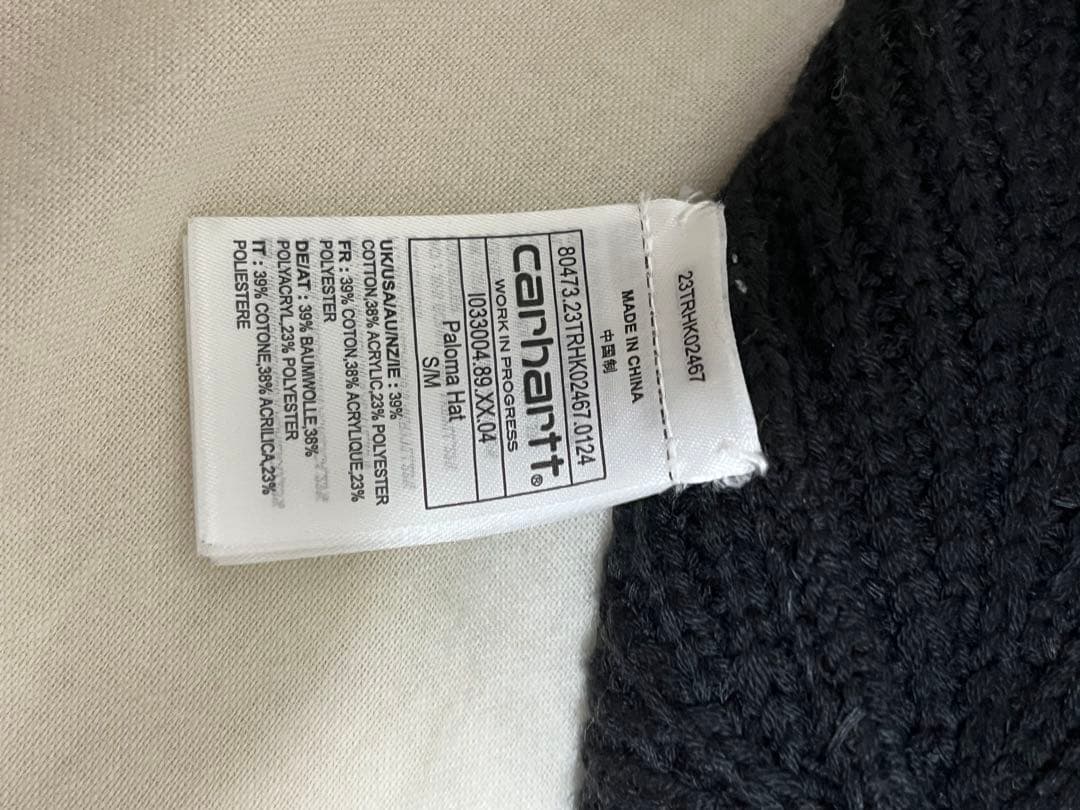 23TRHK02467
MADE IN CHINA
中国制
80473.23TRHK02467.0124
carhartt®
WORK IN PROGRESS
I033004.89.XX.04
Paloma Hat
S/M
UK/USA/AU/NZ/IE : 39%
COTTON,38% ACRYLIC,23% POLYESTER
FR : 39% COTON,38% ACRYLIQUE,23%
POLYESTER
DE/AT : 39% BAUMWOLLE,38%
POLYACRYL,23% POLYESTER
IT : 39% COTONE,38% ACRILICA,23%
POLIESTERE